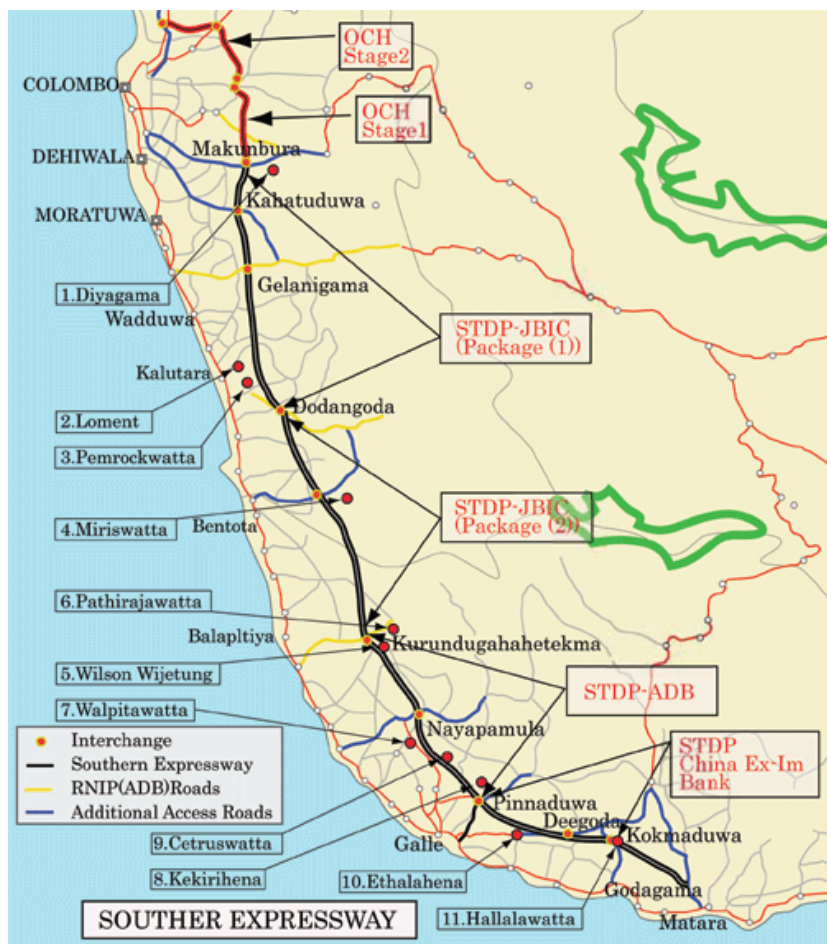 OCH
Stage2
COLOMBO
OCH
Stage1
Makunbura
DEHIWALA
Kahatuduwa
MORATUWA
Gelanigama
1.Diyagama
Wadduwa
STDP-JBIC
(Package (1))
Kalutara
Dodangoda
2.Loment
3.Pemrockwatta
STDP-JBIC
(Package (2))
4.Miriswatta
Bentota
6.Pathirajawatta
Balapltiya
Kurundugahahetekma
5.Wilson Wijetung
STDP-ADB
7.Walpitawatta
Nayapamula
Interchange
Southern Expressway
RNIP(ADB)Roads
Additional Access Roads
STDP
China Ex-Im
Bank
Pinnaduwa
Deegoda
9.Cetruswatta
Galle
Kokmaduwa
8.Kekirihena
10.Ethalahena
Godagama
11.Hallalawatta
Matara
SOUTHER EXPRESSWAY